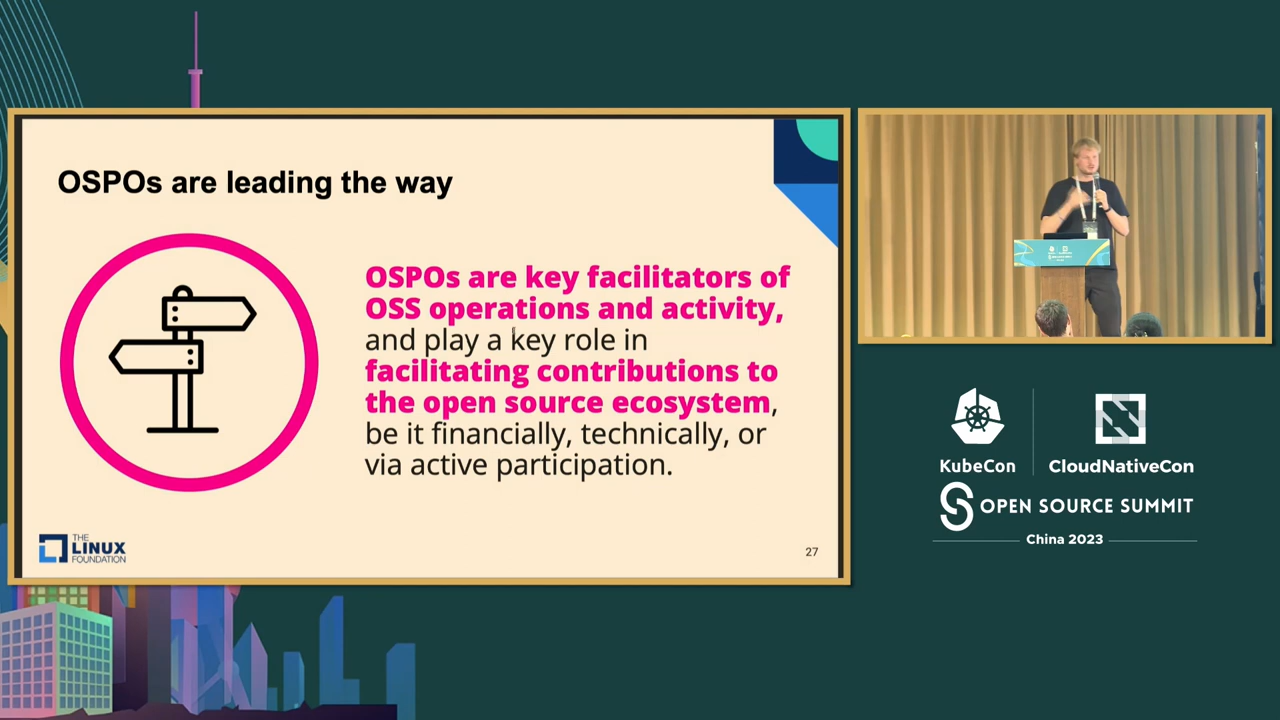 OSPOs are leading the way
OSPOs are key facilitators of
OSS operations and activity,
and play a key role in
facilitating contributions to
the open source ecosystem,
be it financially, technically, or
via active participation.
THE
LINUX
FOUNDATION
27
KubeCon
CloudNativeCon
OPEN SOURCE SUMMIT
China 2023